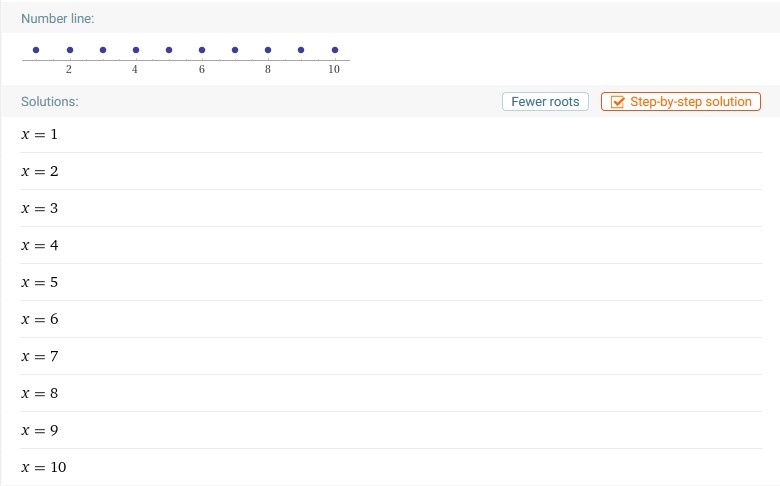 Number line:
2 4 6 8 10
Solutions: Fewer roots Step-by-step solution
x = 1
x = 2
x = 3
x = 4
x = 5
x = 6
x = 7
x = 8
x = 9
x = 10